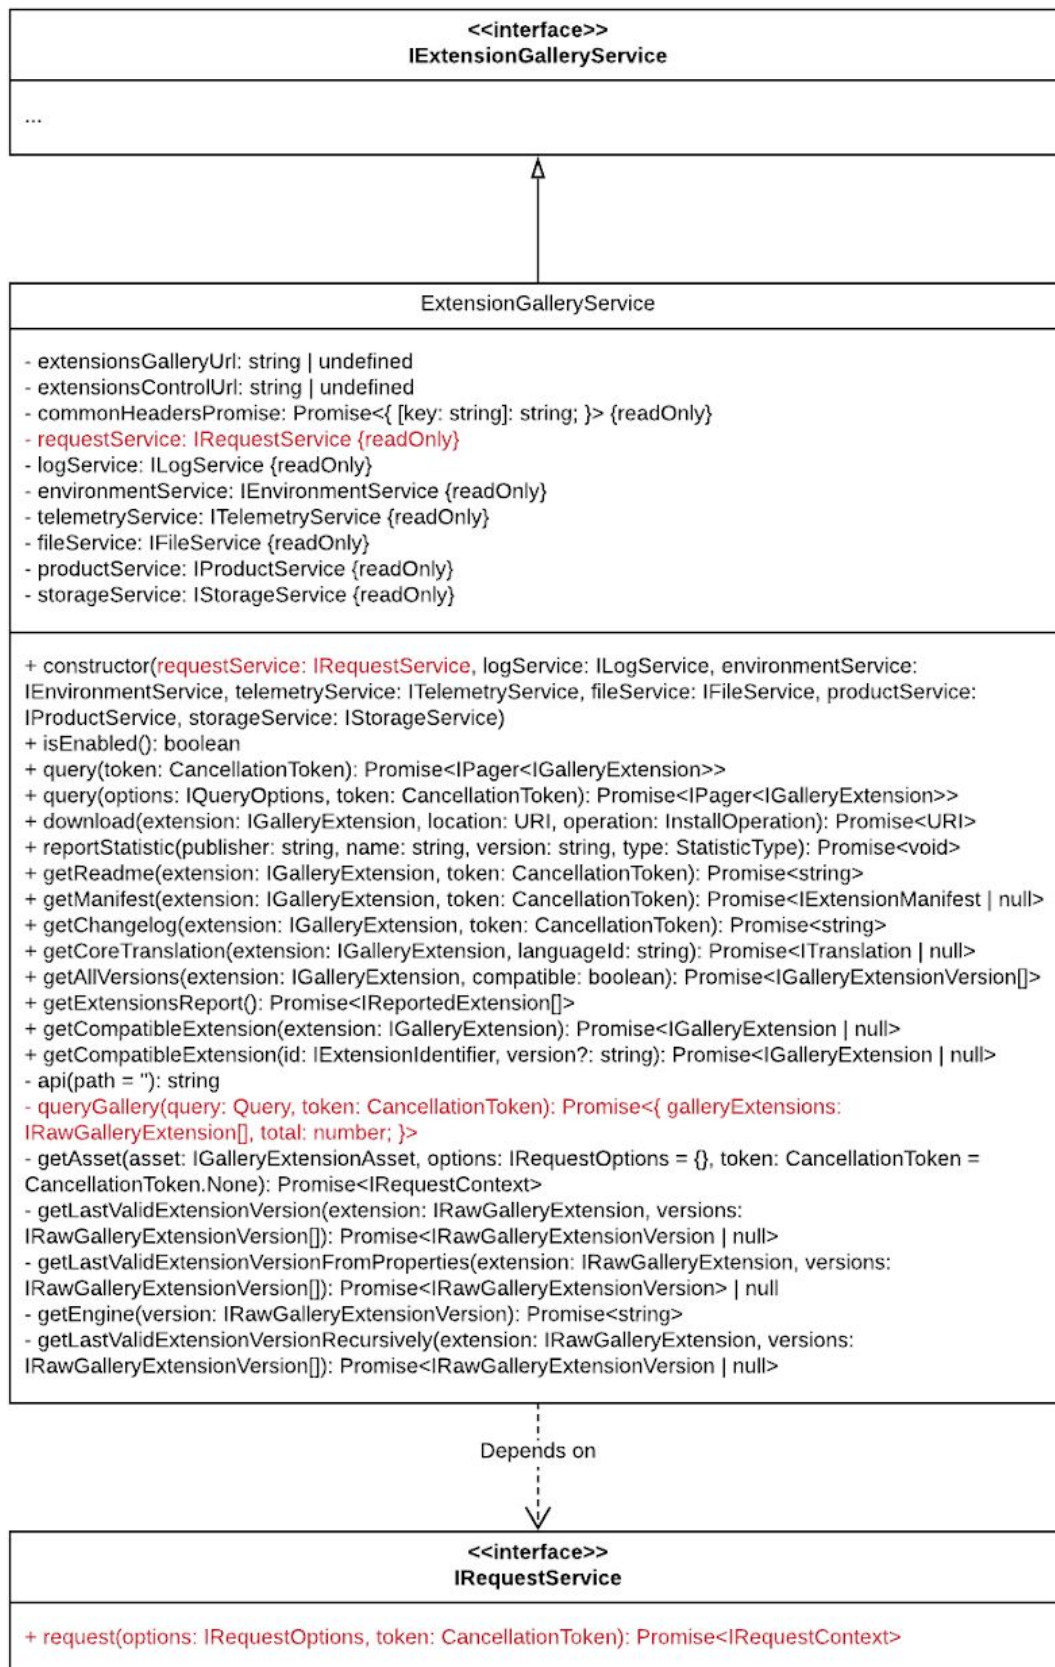 <<interface>>
IExtensionGalleryService
...
ExtensionGalleryService
- extensionsGalleryUrl: string | undefined
- extensionsControlUrl: string | undefined
- commonHeadersPromise: Promise<{ [key: string]: string; }> {readOnly}
- requestService: IRequestService {readOnly}
- logService: ILogService {readOnly}
- environmentService: IEnvironmentService {readOnly}
- telemetryService: ITelemetryService {readOnly}
- fileService: IFileService {readOnly}
- productService: IProductService {readOnly}
- storageService: IStorageService {readOnly}
+ constructor(requestService: IRequestService, logService: ILogService, environmentService:
IEnvironmentService, telemetryService: ITelemetryService, fileService: IFileService, productService:
IProductService, storageService: IStorageService)
+ isEnabled(): boolean
+ query(token: CancellationToken): Promise<IPager<IGalleryExtension>>
+ query(options: IQueryOptions, token: CancellationToken): Promise<IPager<IGalleryExtension>>
+ download(extension: IGalleryExtension, location: URI, operation: InstallOperation): Promise<URI>
+ reportStatistic(publisher: string, name: string, version: string, type: StatisticType): Promise<void>
+ getReadme(extension: IGalleryExtension, token: CancellationToken): Promise<string>
+ getManifest(extension: IGalleryExtension, token: CancellationToken): Promise<IExtensionManifest | null>
+ getChangelog(extension: IGalleryExtension, token: CancellationToken): Promise<string>
+ getCoreTranslation(extension: IGalleryExtension, languageId: string): Promise<ITranslation | null>
+ getAllVersions(extension: IGalleryExtension, compatible: boolean): Promise<IGalleryExtensionVersion[]>
+ getExtensionsReport(): Promise<IReportedExtension[]>
+ getCompatibleExtension(extension: IGalleryExtension): Promise<IGalleryExtension | null>
+ getCompatibleExtension(id: IExtensionIdentifier, version?: string): Promise<IGalleryExtension | null>
- api(path = ''): string
- queryGallery(query: Query, token: CancellationToken): Promise<{ galleryExtensions:
IRawGalleryExtension[], total: number; }>
- getAsset(asset: IGalleryExtensionAsset, options: IRequestOptions = {}, token: CancellationToken =
CancellationToken.None): Promise<IRequestContext>
- getLastValidExtensionVersion(extension: IRawGalleryExtension, versions:
IRawGalleryExtensionVersion[]): Promise<IRawGalleryExtensionVersion | null>
- getLastValidExtensionVersionFromProperties(extension: IRawGalleryExtension, versions:
IRawGalleryExtensionVersion[]): Promise<IRawGalleryExtensionVersion> | null
- getEngine(version: IRawGalleryExtensionVersion): Promise<string>
- getLastValidExtensionVersionRecursively(extension: IRawGalleryExtension, versions:
IRawGalleryExtensionVersion[]): Promise<IRawGalleryExtensionVersion | null>
Depends on
<<interface>>
IRequestService
+ request(options: IRequestOptions, token: CancellationToken): Promise<IRequestContext>